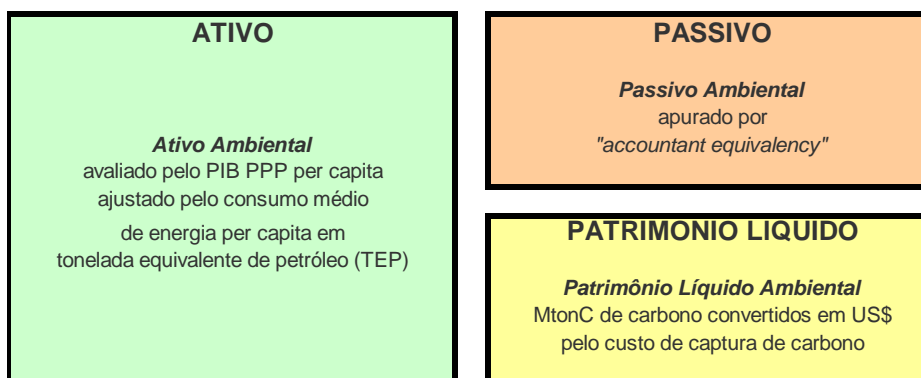 ATIVO
Ativo Ambiental
avaliado pelo PIB PPP per capita
ajustado pelo consumo médio
de energia per capita em
tonelada equivalente de petróleo (TEP)
PASSIVO
Passivo Ambiental
apurado por
"accountant equivalency"
PATRIMONIO LIQUIDO
Patrimônio Líquido Ambiental
MtonC de carbono convertidos em US$
pelo custo de captura de carbono